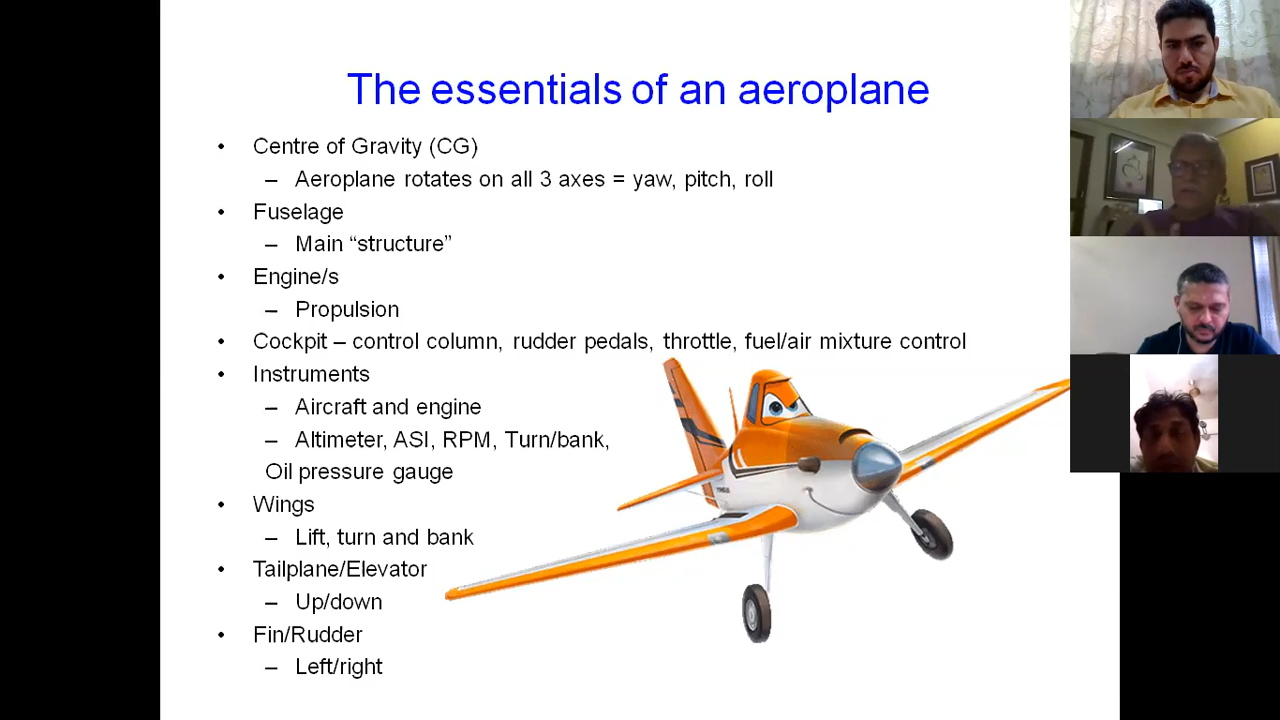 The essentials of an aeroplane
• Centre of Gravity (CG)
– Aeroplane rotates on all 3 axes = yaw, pitch, roll
• Fuselage
– Main “structure”
• Engine/s
– Propulsion
• Cockpit – control column, rudder pedals, throttle, fuel/air mixture control
• Instruments
– Aircraft and engine
– Altimeter, ASI, RPM, Turn/bank,
Oil pressure gauge
• Wings
– Lift, turn and bank
• Tailplane/Elevator
– Up/down
• Fin/Rudder
– Left/right